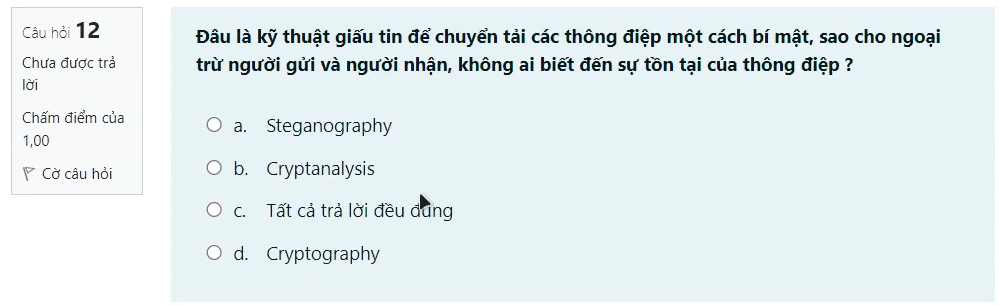 Câu hỏi 12
Chưa được trả
lời
Chấm điểm của
1,00
Cờ câu hỏi
Đâu là kỹ thuật giấu tin để chuyển tải các thông điệp một cách bí mật, sao cho ngoại
trừ người gửi và người nhận, không ai biết đến sự tồn tại của thông điệp ?
a. Steganography
b. Cryptanalysis
c. Tất cả trả lời đều đúng
d. Cryptography